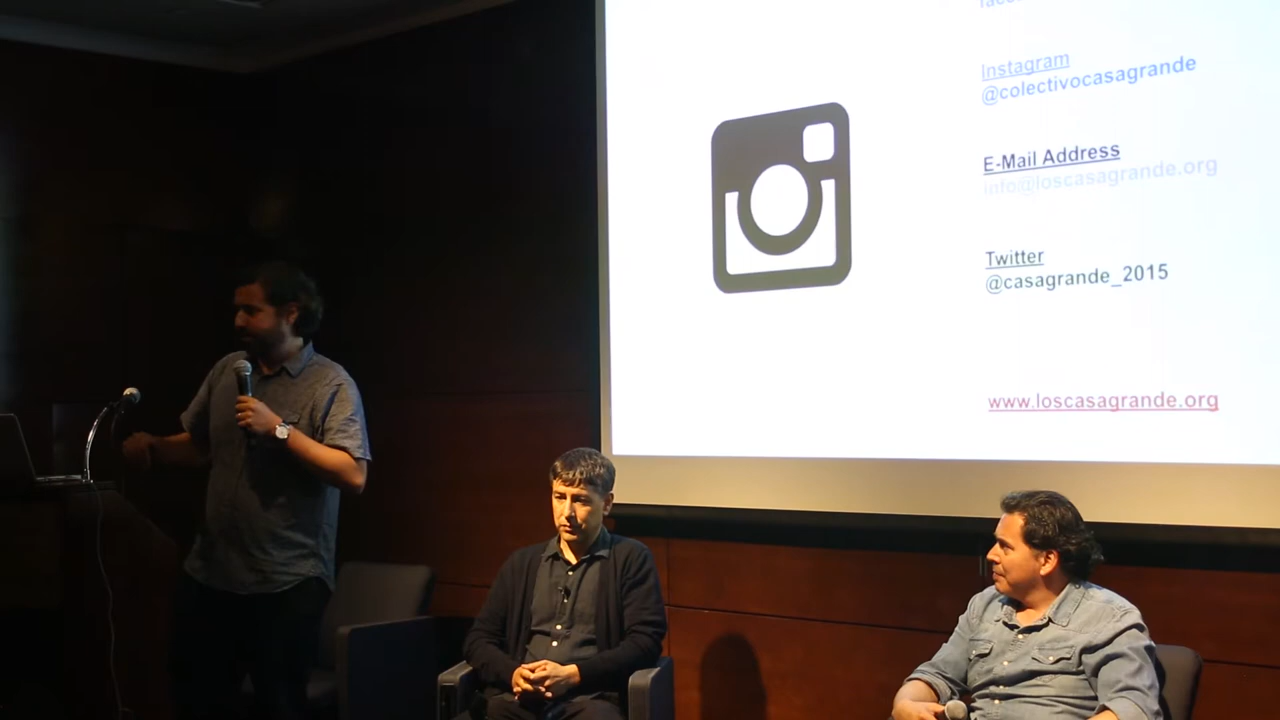 Instagram
@colectivocasagrande
E-Mail Address
info@loscasagrande.org
Twitter
@casagrande_2015
www.loscasagrande.org